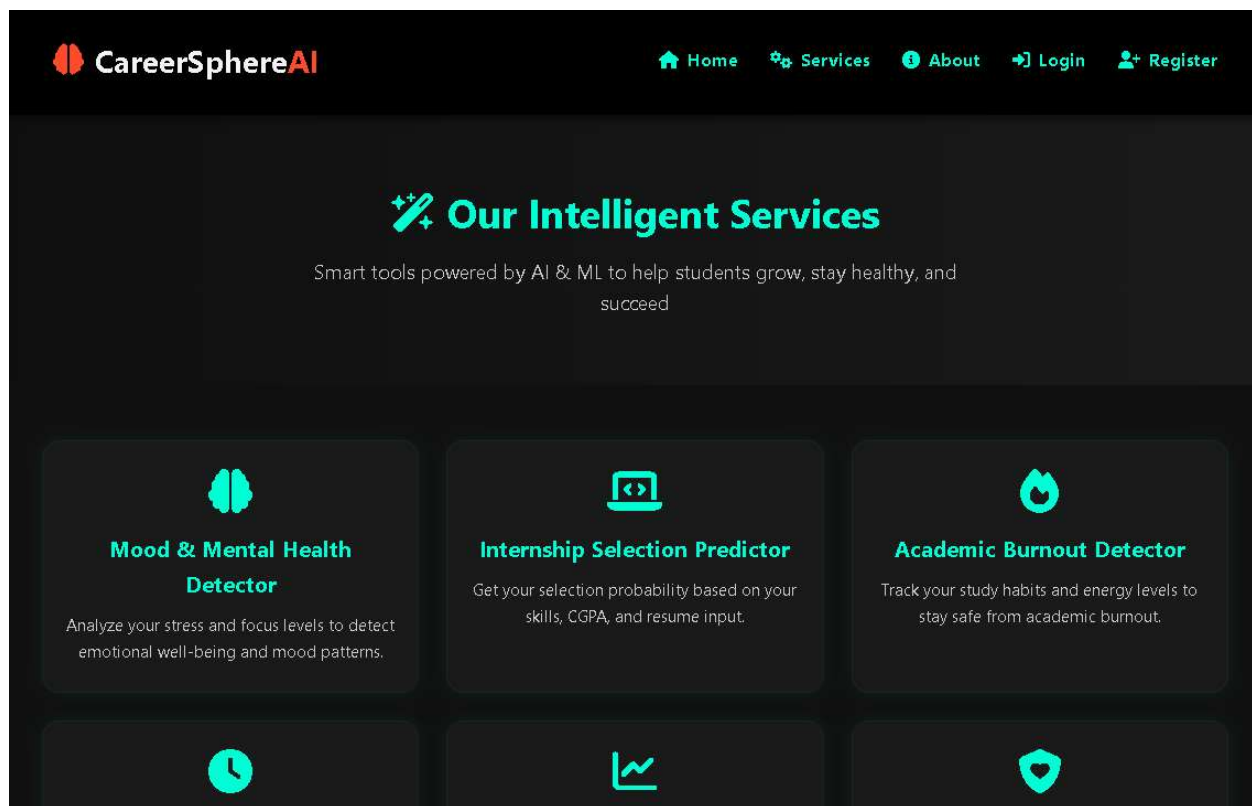 CareerSphereAI
Home Services About Login Register
Our Intelligent Services
Smart tools powered by AI & ML to help students grow, stay healthy, and
succeed
Mood & Mental Health
Detector
Analyze your stress and focus levels to detect
emotional well-being and mood patterns.
Internship Selection Predictor
Get your selection probability based on your
skills, CGPA, and resume input.
Academic Burnout Detector
Track your study habits and energy levels to
stay safe from academic burnout.